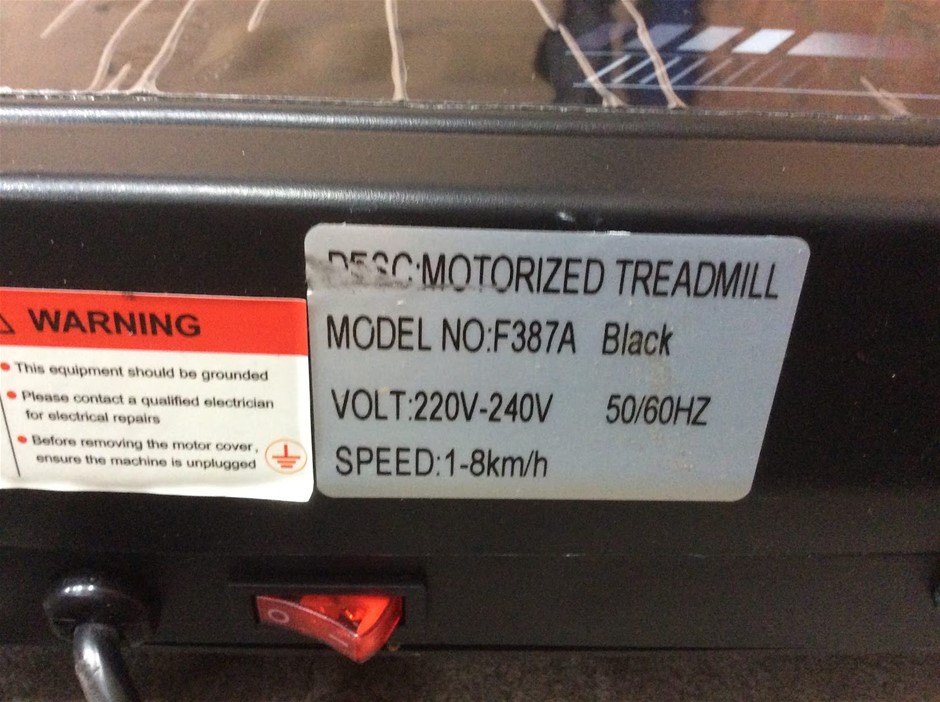 WARNING
This equipment should be grounded
Please contact a qualified electrician
for electrical repairs
Before removing the motor cover,
ensure the machine is unplugged
DESC:MOTORIZED TREADMILL
MODEL NO:F387A Black
VOLT:220V-240V 50/60HZ
SPEED:1-8km/h